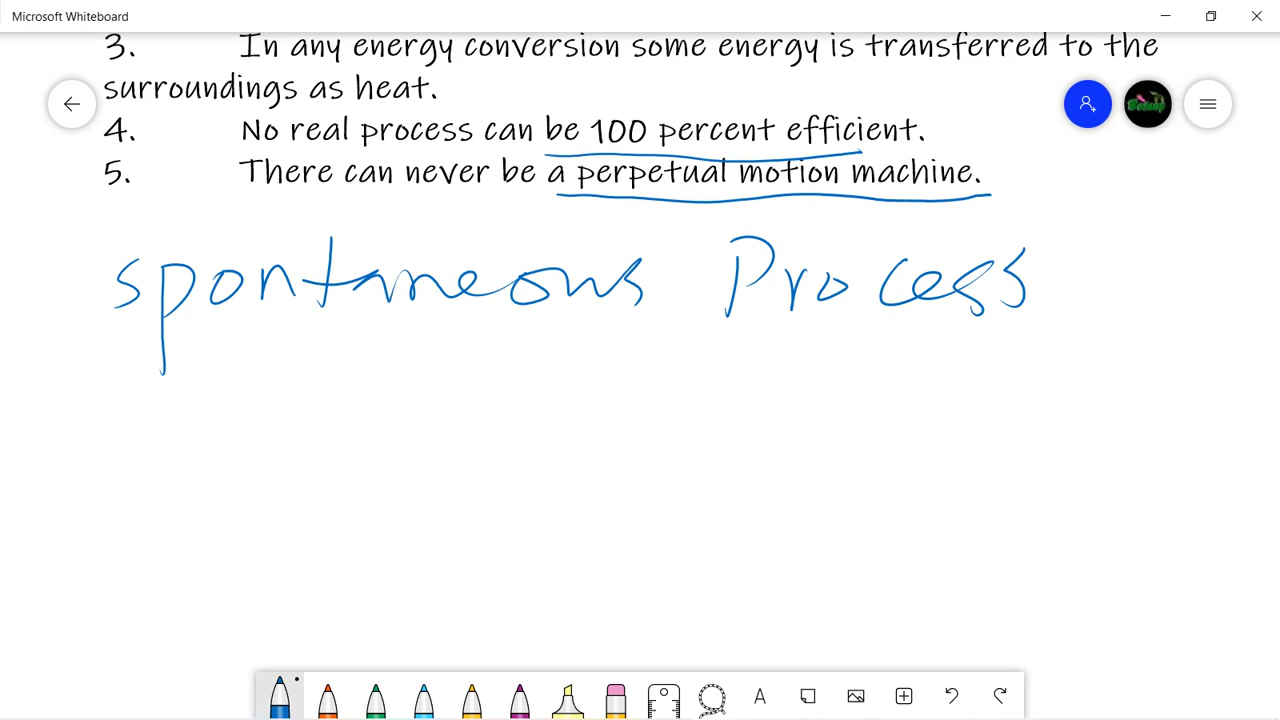 Microsoft Whiteboard
3. In any energy conversion some energy is transferred to the
surroundings as heat.
4. No real process can be 100 percent efficient.
5. There can never be a perpetual motion machine.
spontaneous Process
A